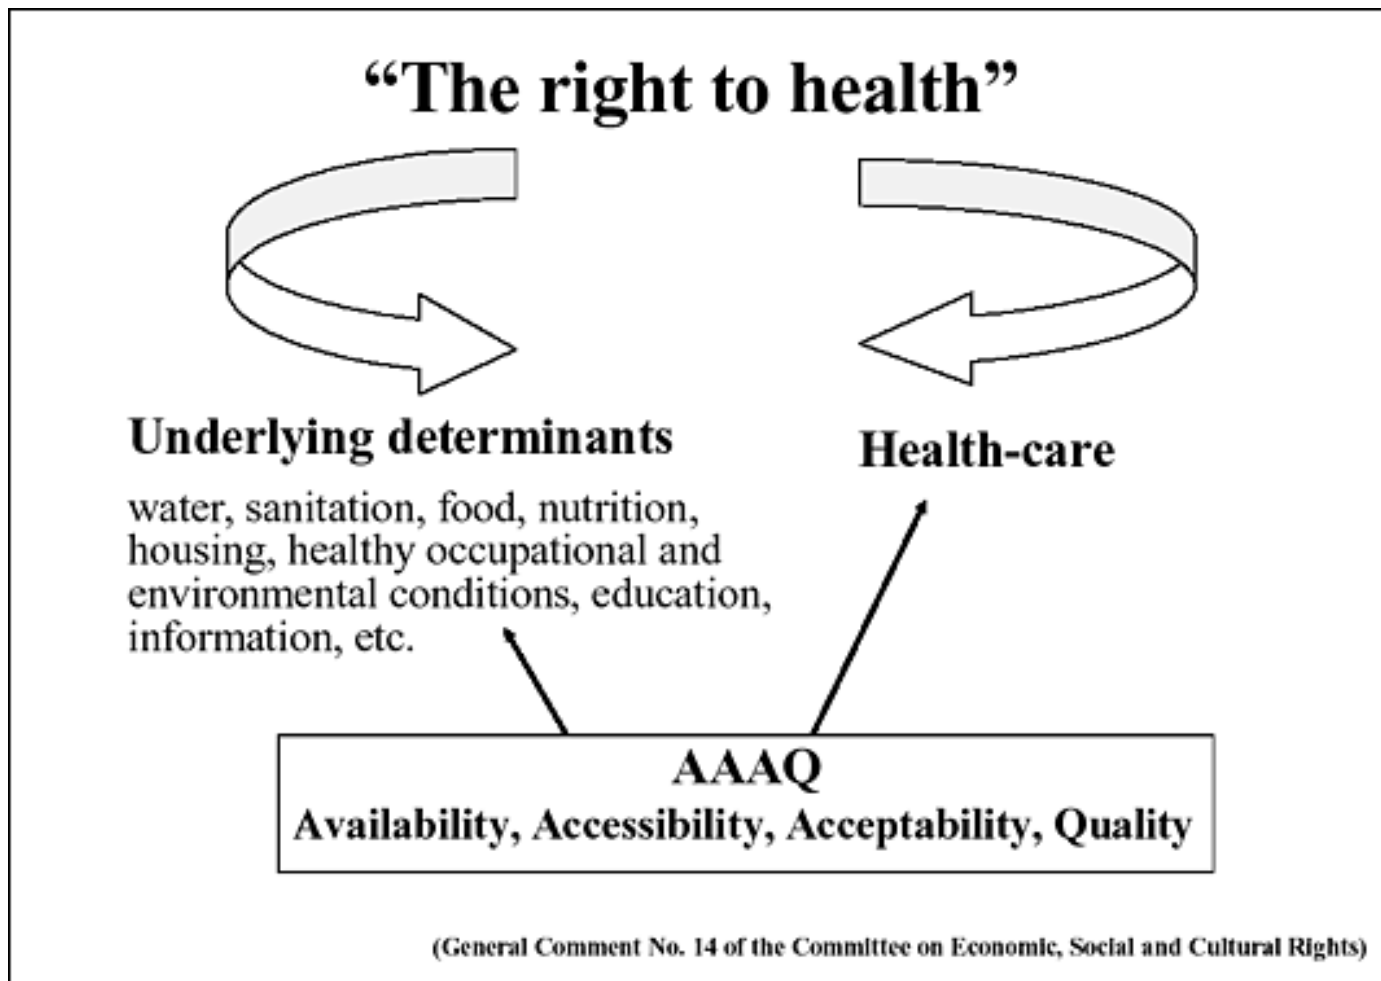 “The right to health”
Underlying determinants
water, sanitation, food, nutrition,
housing, healthy occupational and
environmental conditions, education,
information, etc.
Health-care
AAAQ
Availability, Accessibility, Acceptability, Quality
(General Comment No. 14 of the Committee on Economic, Social and Cultural Rights)